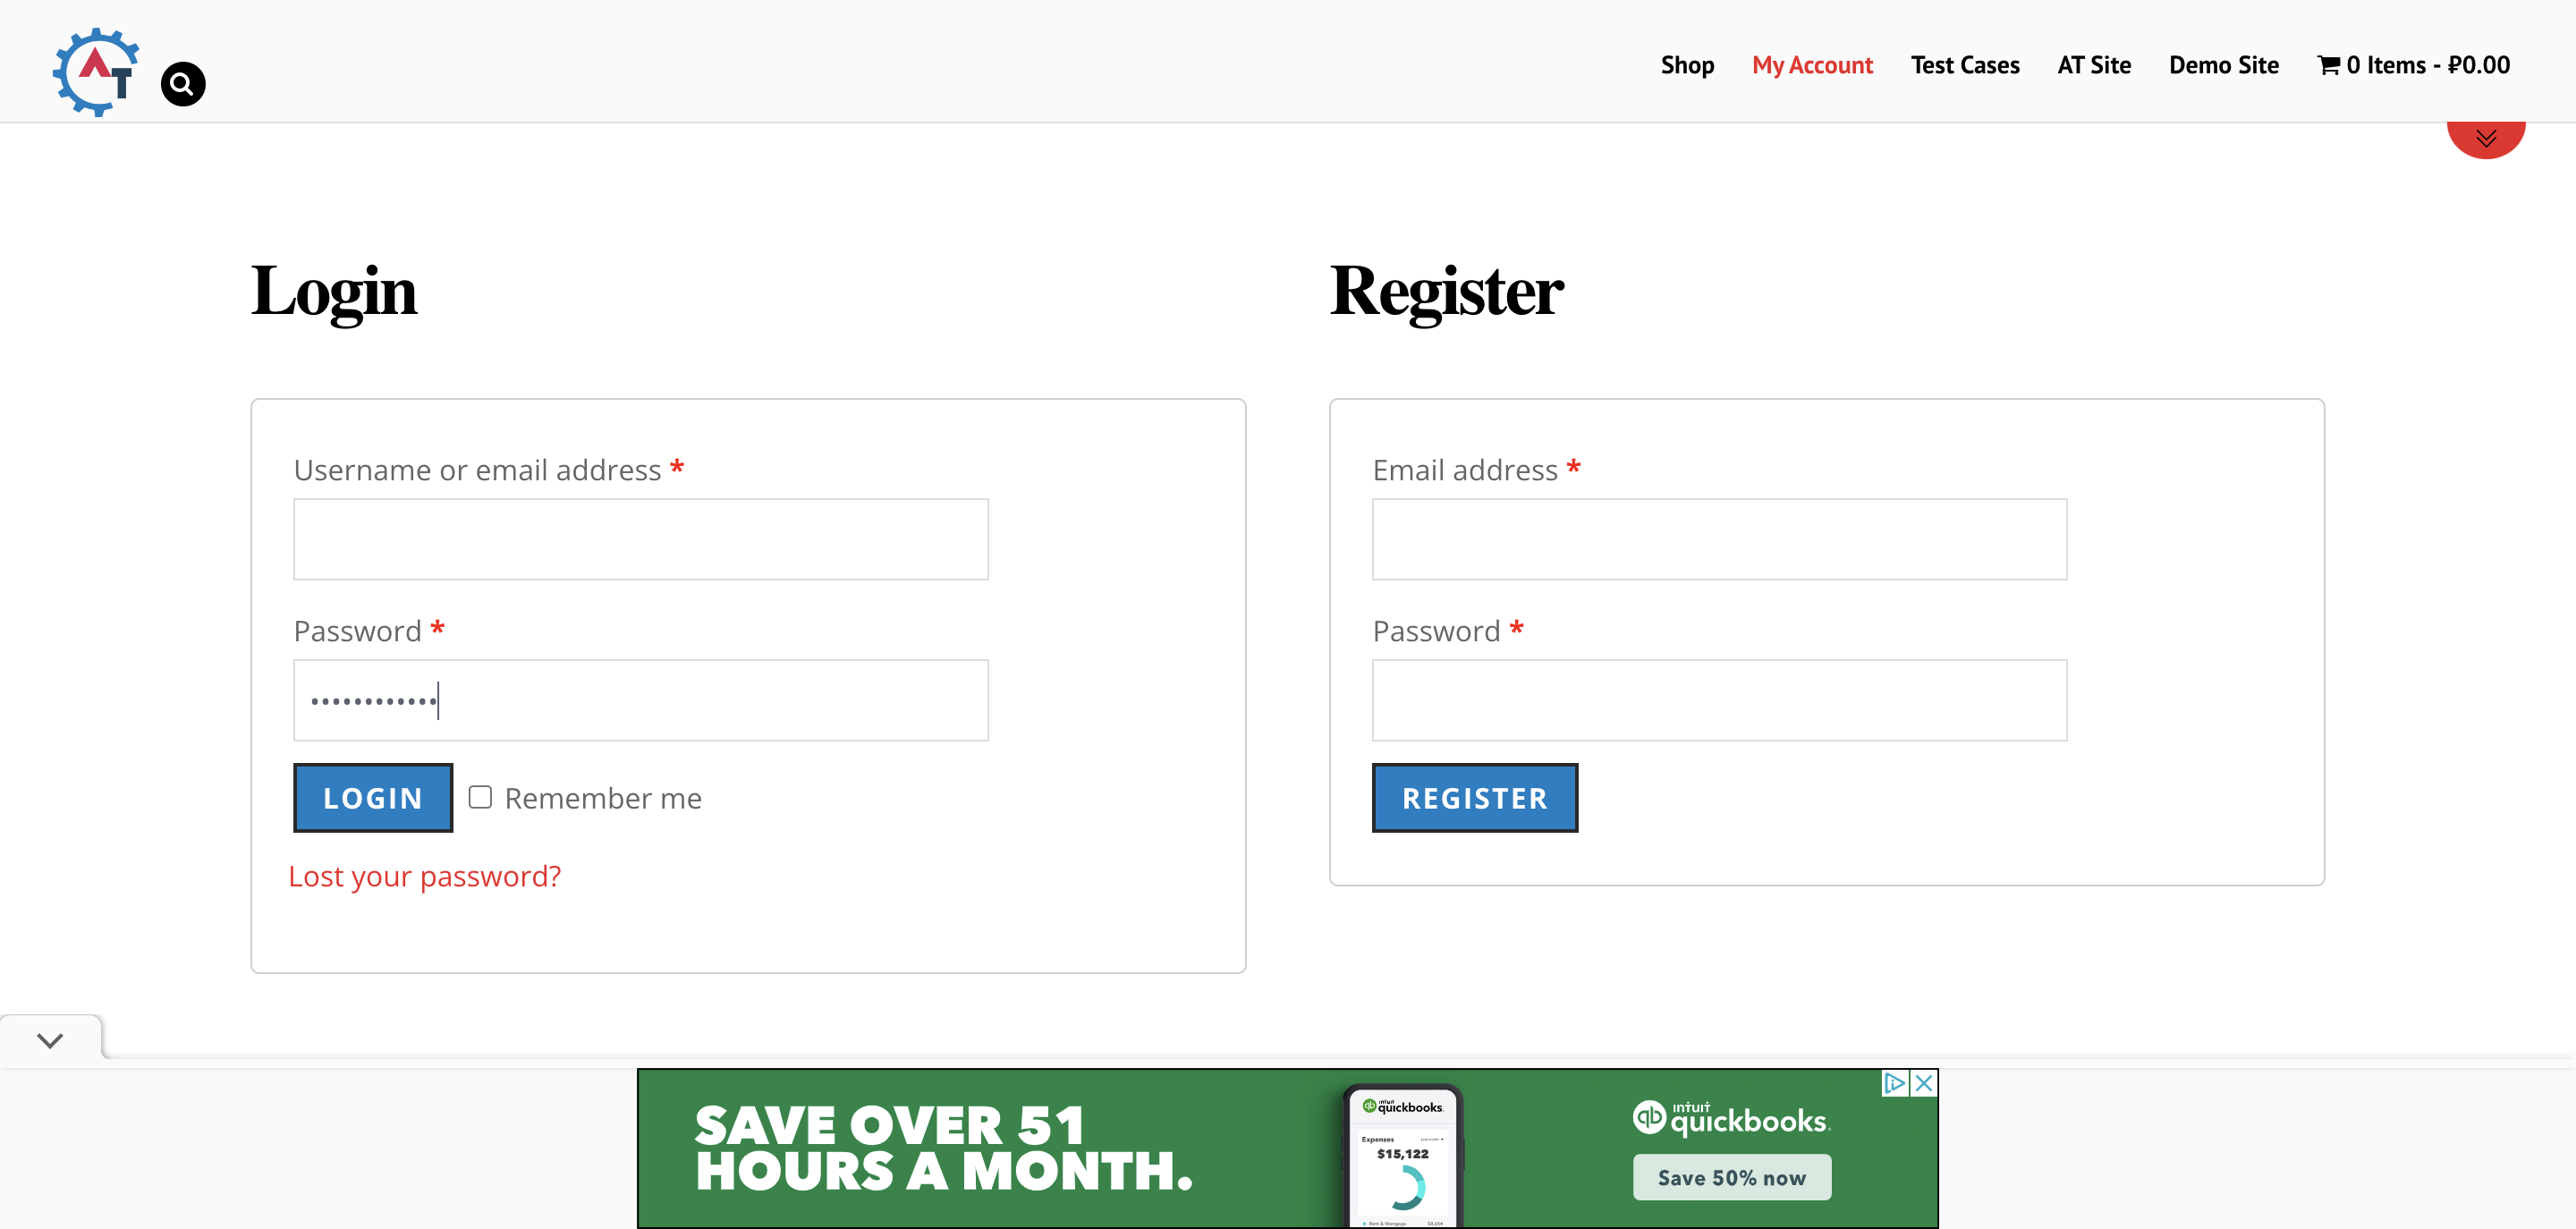 AT
Shop My Account Test Cases AT Site Demo Site 0 Items - ₽0.00
Login
Username or email address *
Password *
••••••••••••
LOGIN Remember me
Lost your password?
Register
Email address *
Password *
REGISTER
SAVE OVER 51
HOURS A MONTH.
intuit
quickbooks.
Expenses
$15,122
Rent & Mortgage
intuit
quickbooks.
Save 50% now